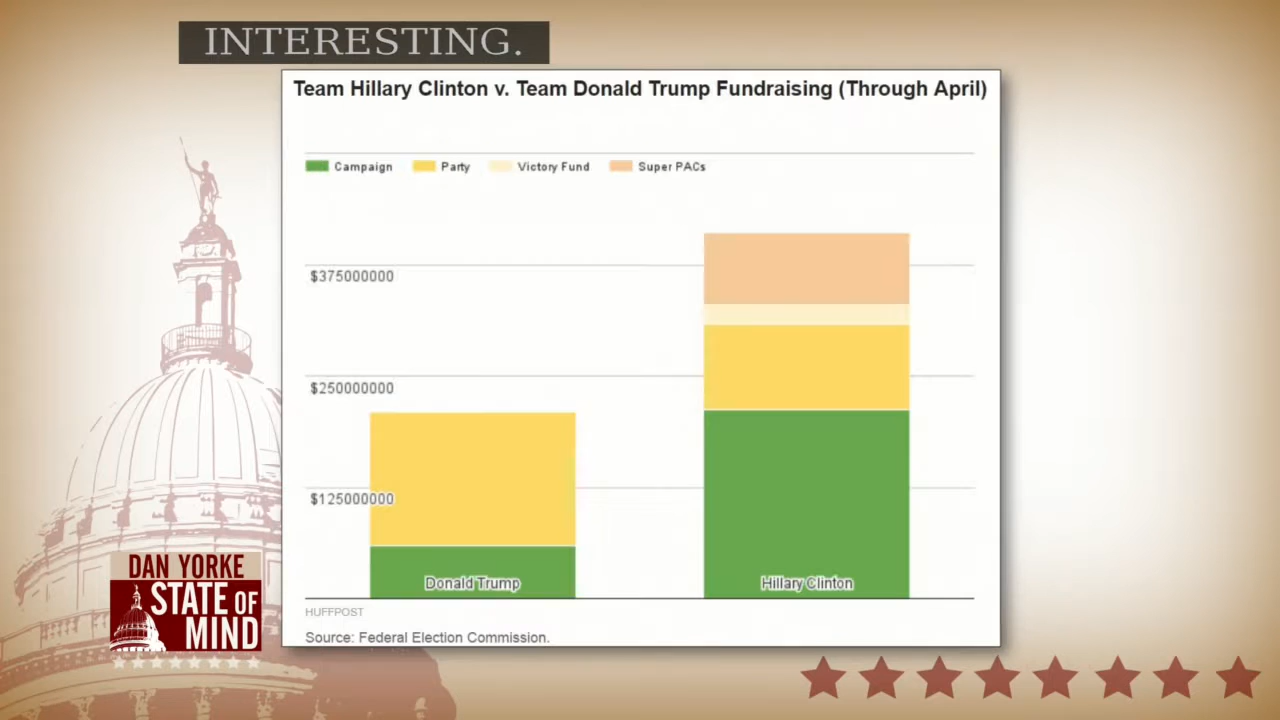 INTERESTING.
Team Hillary Clinton v. Team Donald Trump Fundraising (Through April)
Campaign Party Victory Fund Super PACs
$375000000
$250000000
$125000000
Donald Trump Hillary Clinton
HUFFPOST
Source: Federal Election Commission.
DAN YORKE
STATE OF
MIND